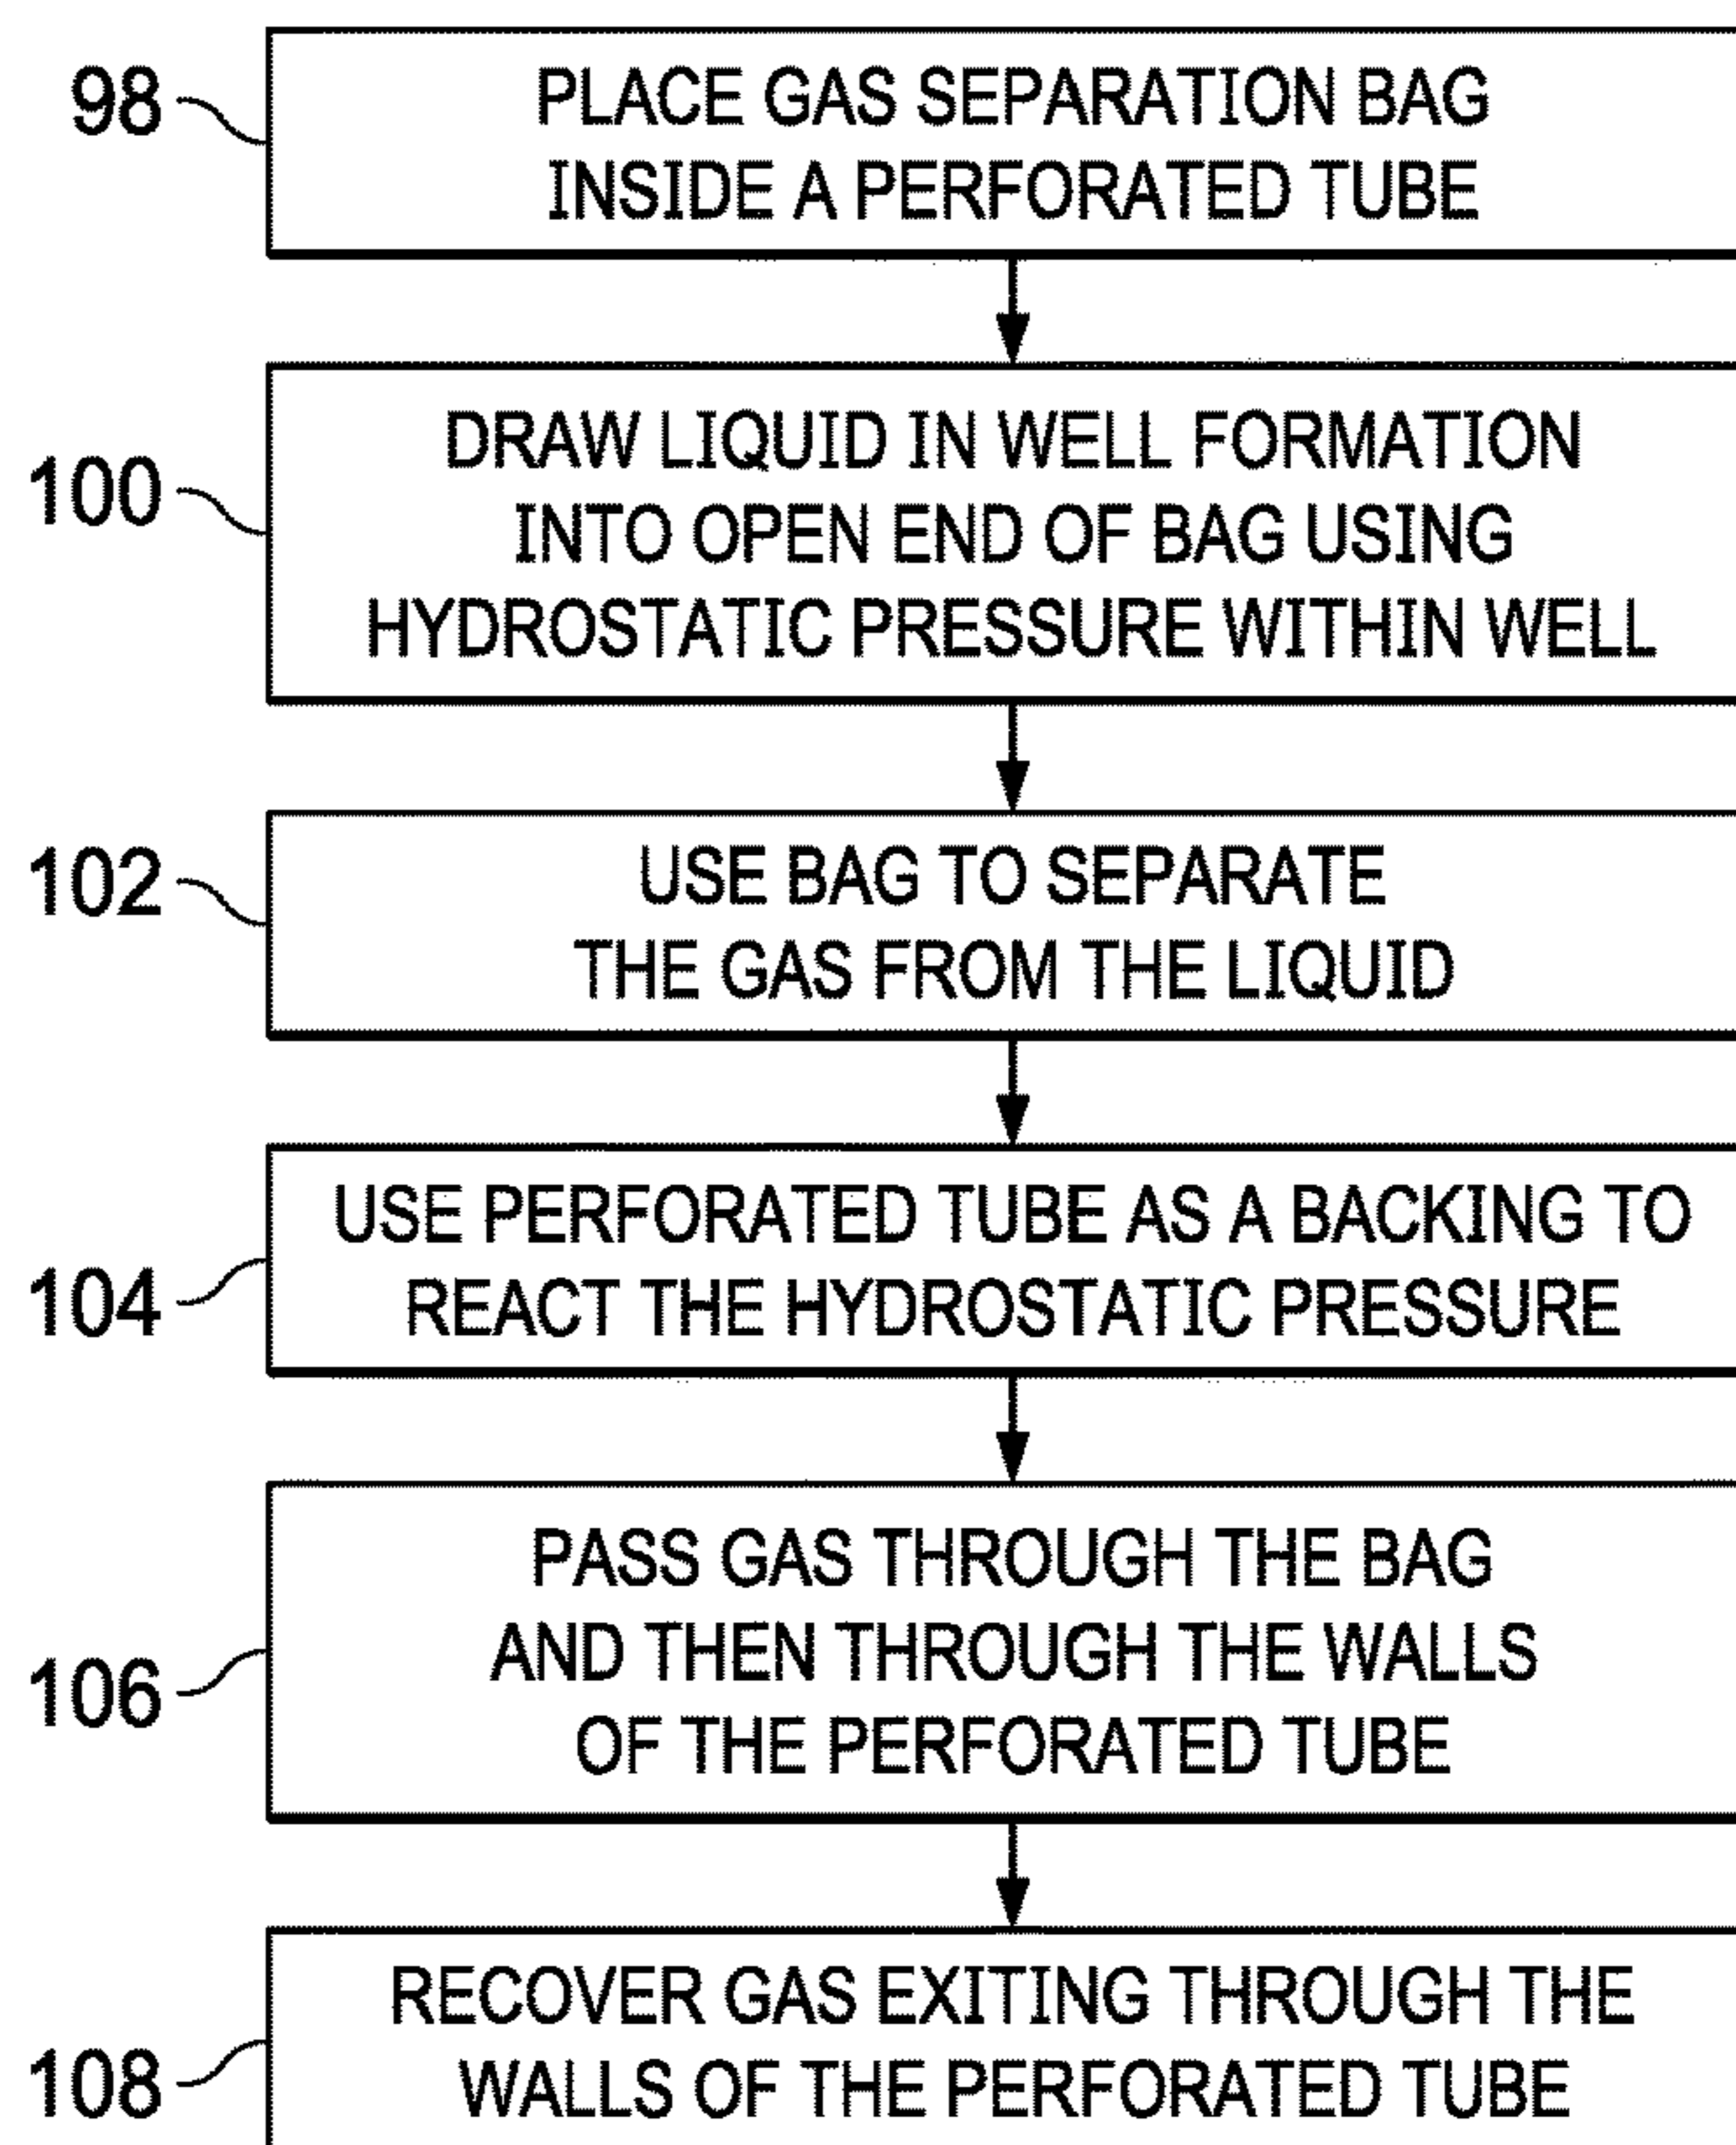 98
PLACE GAS SEPARATION BAG
INSIDE A PERFORATED TUBE
100
DRAW LIQUID IN WELL FORMATION
INTO OPEN END OF BAG USING
HYDROSTATIC PRESSURE WITHIN WELL
102
USE BAG TO SEPARATE
THE GAS FROM THE LIQUID
104
USE PERFORATED TUBE AS A BACKING TO
REACT THE HYDROSTATIC PRESSURE
106
PASS GAS THROUGH THE BAG
AND THEN THROUGH THE WALLS
OF THE PERFORATED TUBE
108
RECOVER GAS EXITING THROUGH THE
WALLS OF THE PERFORATED TUBE